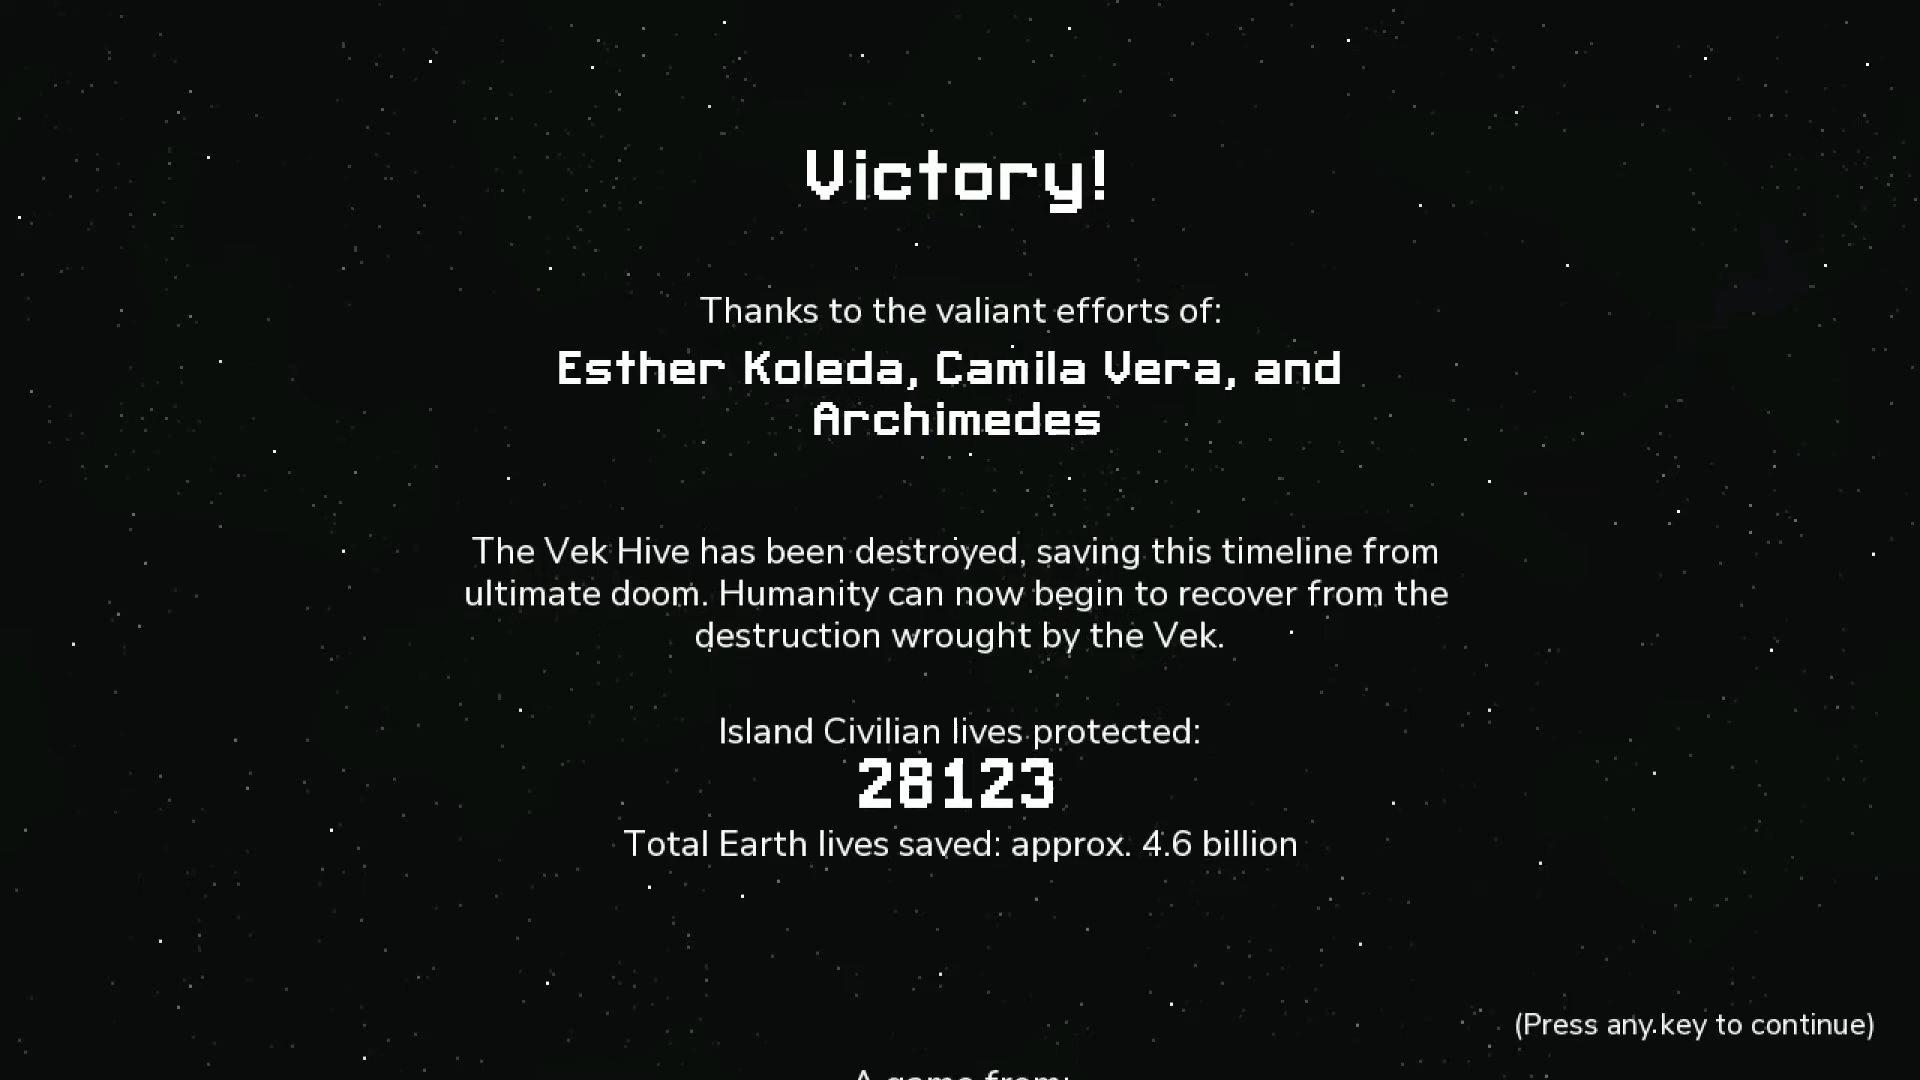 Victory!
Thanks to the valiant efforts of:
Esther Koleda, Camila Vera, and
Archimedes
The Vek Hive has been destroyed, saving this timeline from
ultimate doom. Humanity can now begin to recover from the
destruction wrought by the Vek.
Island Civilian lives protected:
28123
Total Earth lives saved: approx. 4.6 billion
(Press any key to continue)
A game from: